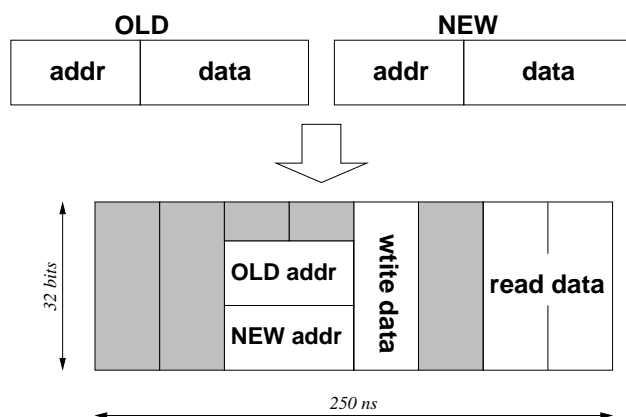 OLD NEW
addr data addr data
32 bits
OLD addr
NEW addr
wtite data
read data
250 ns